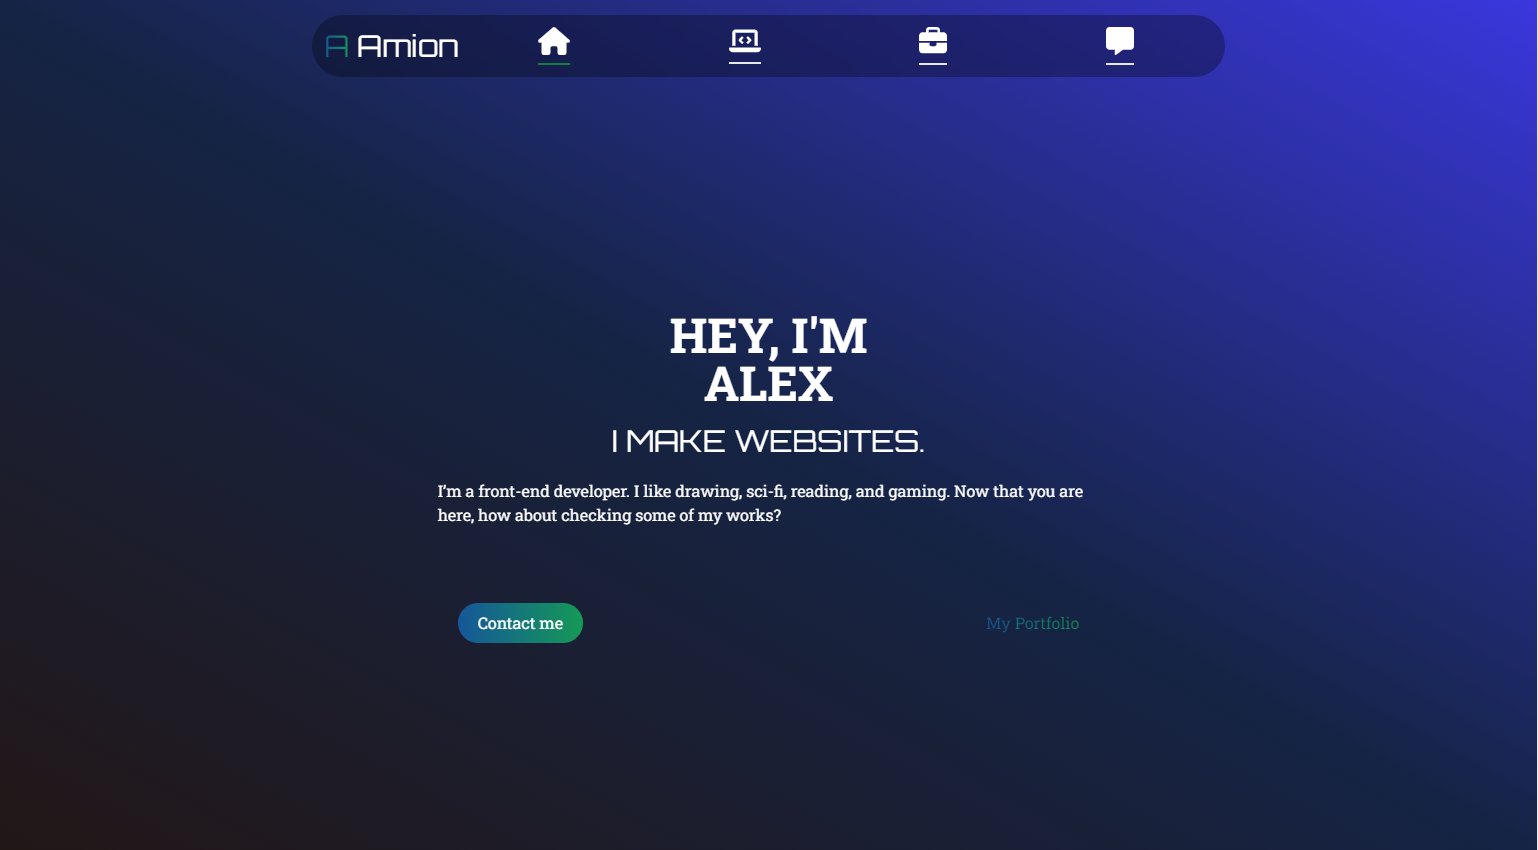 A Amion
HEY, I'M
ALEX
I MAKE WEBSITES.
I’m a front-end developer. I like drawing, sci-fi, reading, and gaming. Now that you are
here, how about checking some of my works?
Contact me
My Portfolio